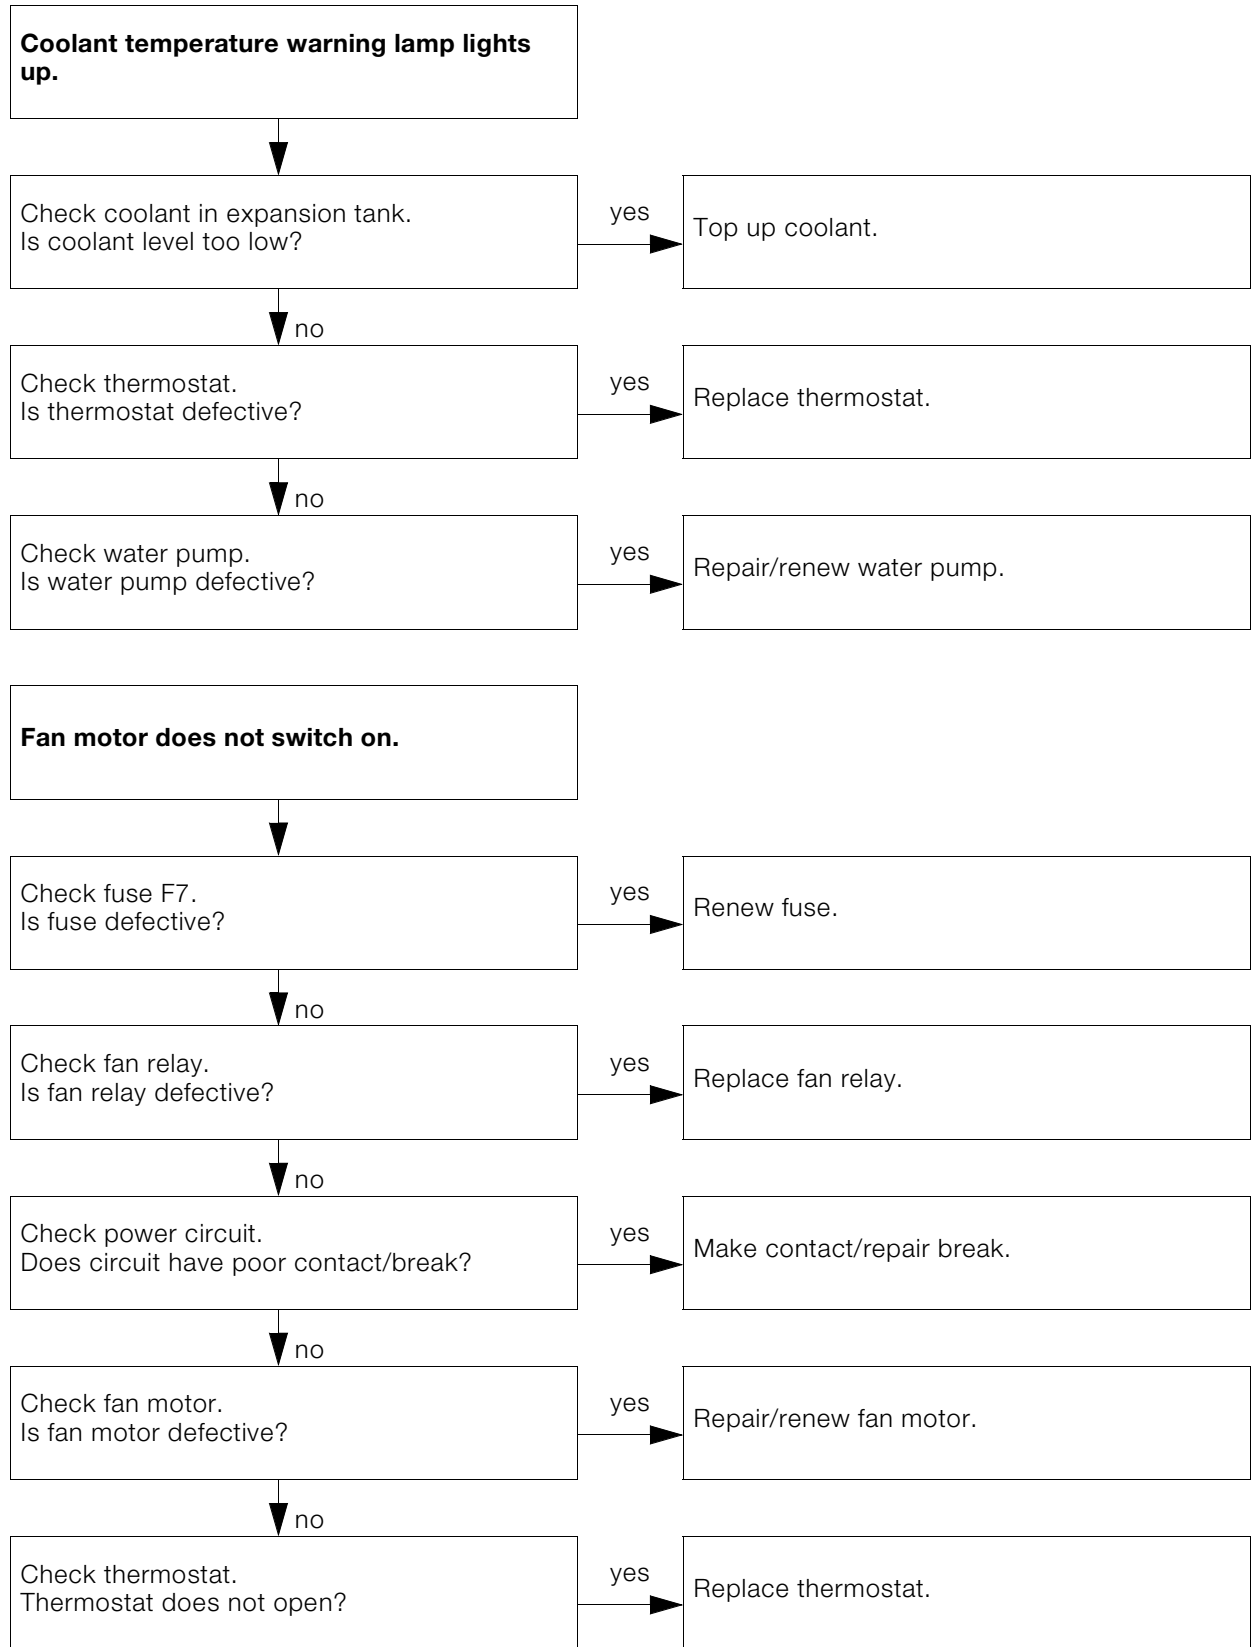 Coolant temperature warning lamp lights
up.
Check coolant in expansion tank.
Is coolant level too low?
yes
Top up coolant.
no
Check thermostat.
Is thermostat defective?
yes
Replace thermostat.
no
Check water pump.
Is water pump defective?
yes
Repair/renew water pump.
Fan motor does not switch on.
Check fuse F7.
Is fuse defective?
yes
Renew fuse.
no
Check fan relay.
Is fan relay defective?
yes
Replace fan relay.
no
Check power circuit.
Does circuit have poor contact/break?
yes
Make contact/repair break.
no
Check fan motor.
Is fan motor defective?
yes
Repair/renew fan motor.
no
Check thermostat.
Thermostat does not open?
yes
Replace thermostat.